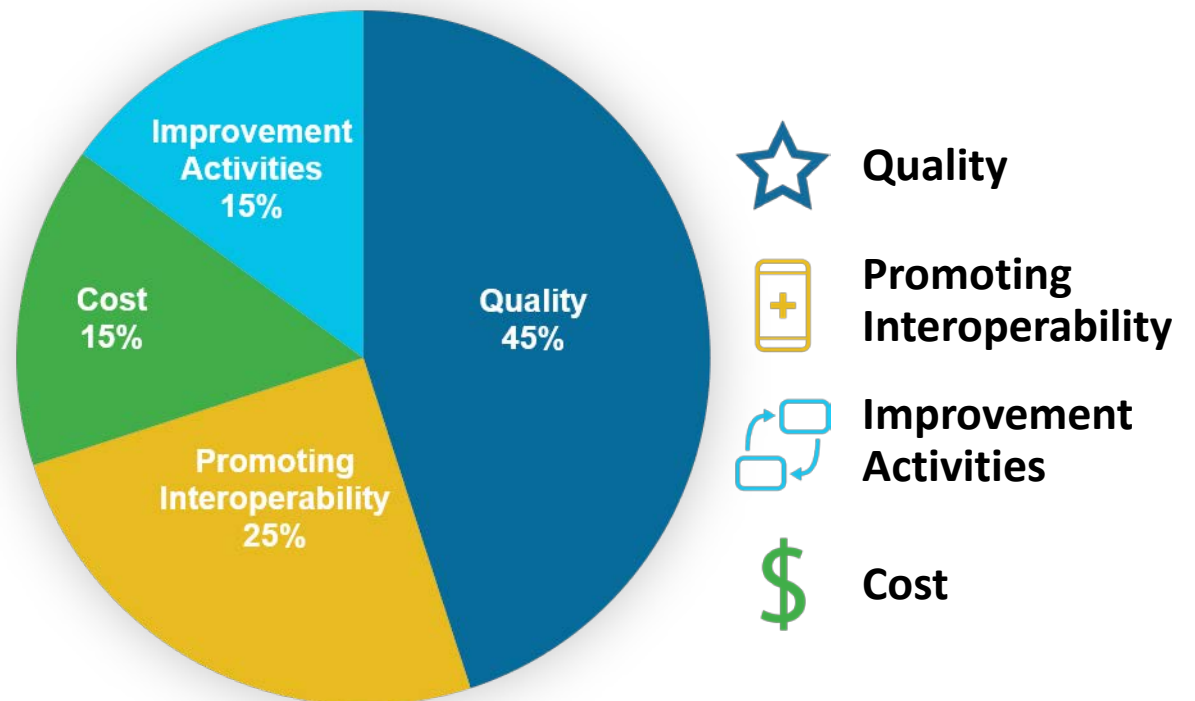 Improvement
Activities
15%
Cost
15%
Quality
45%
Promoting
Interoperability
25%
Quality
Promoting
Interoperability
Improvement
Activities
Cost